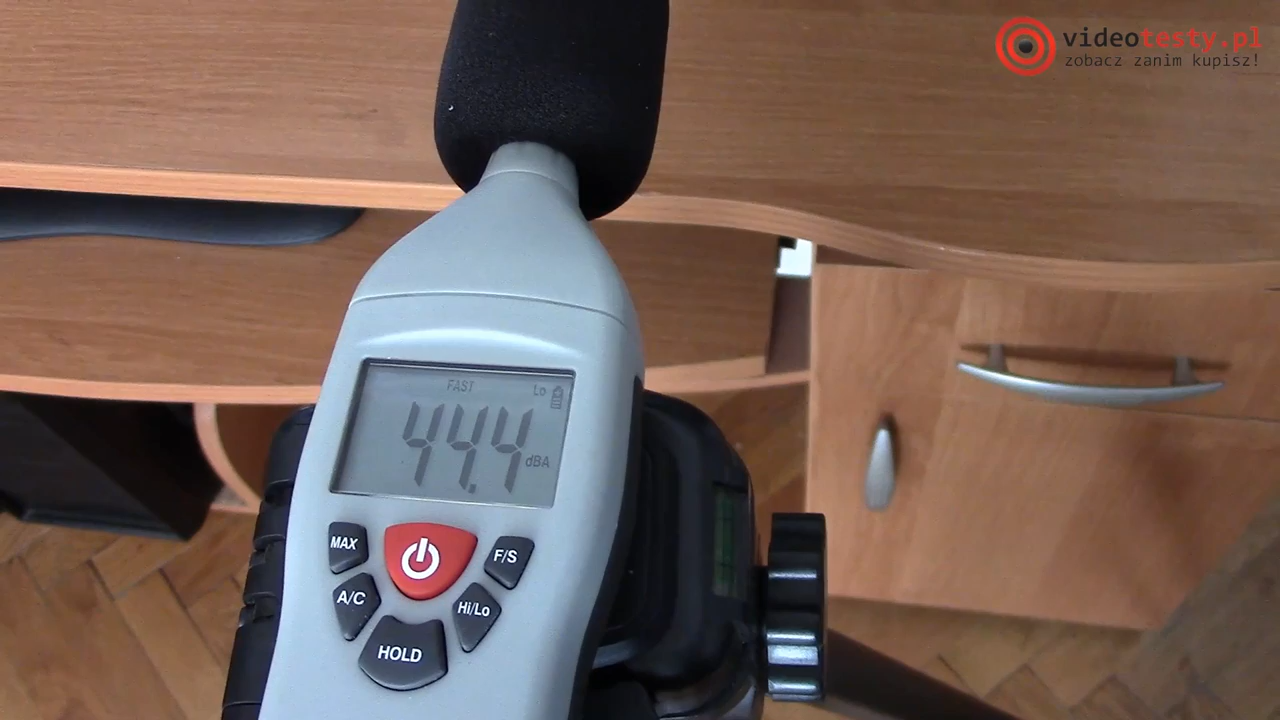 videotesty.pl
zobacz zanim kupisz!
FAST
Lo
44.4 dBA
MAX
F/S
A/C
Hi/Lo
HOLD